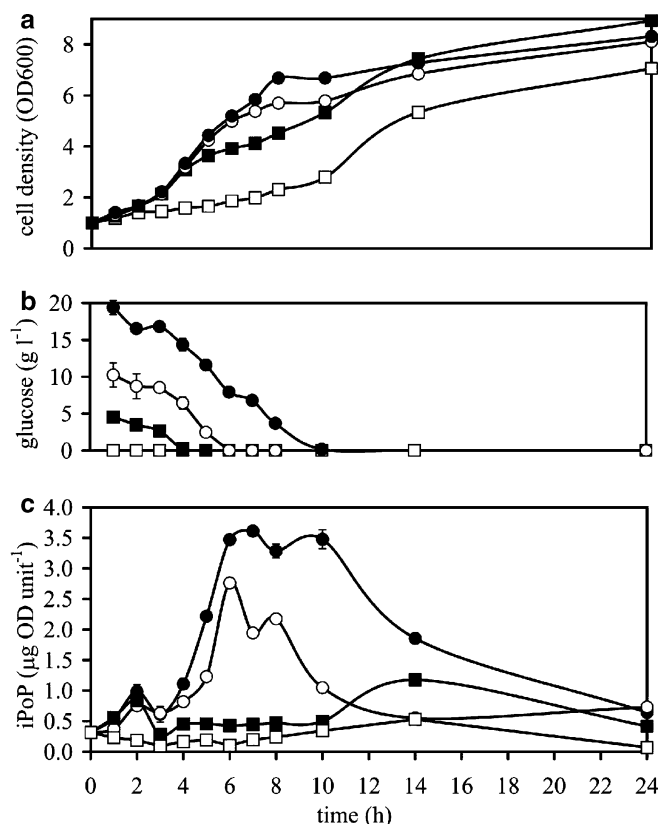 a
8
6
4
2
0
cell density (OD600)
b
20
15
10
5
0
glucose (g l⁻¹)
c
4.0
3.5
3.0
2.5
2.0
1.5
1.0
0.5
0.0
iPoP (µg OD unit⁻¹)
0 2 4 6 8 10 12 14 16 18 20 22 24
time (h)